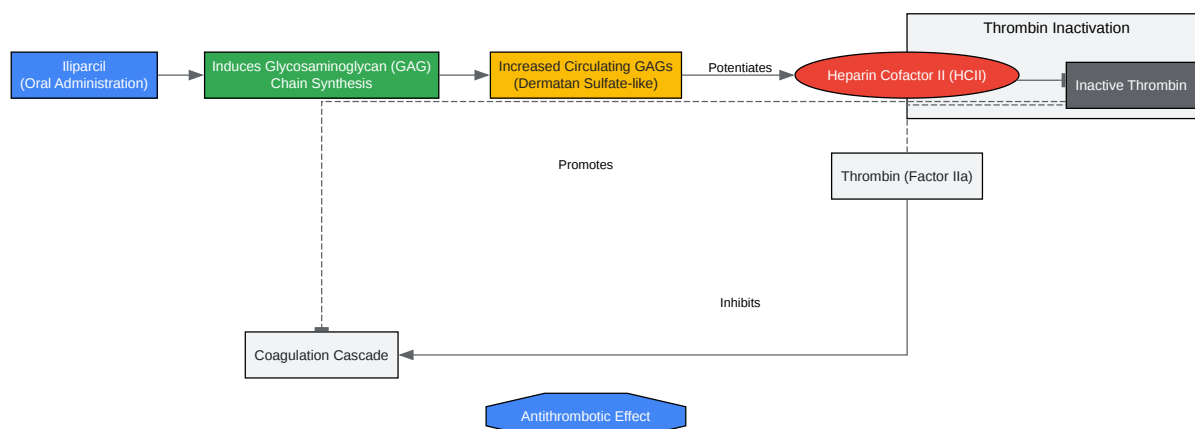 Thrombin Inactivation
Iliparcil
(Oral Administration)
Induces Glycosaminoglycan (GAG)
Chain Synthesis
Increased Circulating GAGs
(Dermatan Sulfate-like)
Potentiates
Heparin Cofactor II (HCII)
Inactive Thrombin
Promotes
Thrombin (Factor IIa)
Inhibits
Coagulation Cascade
Antithrombotic Effect